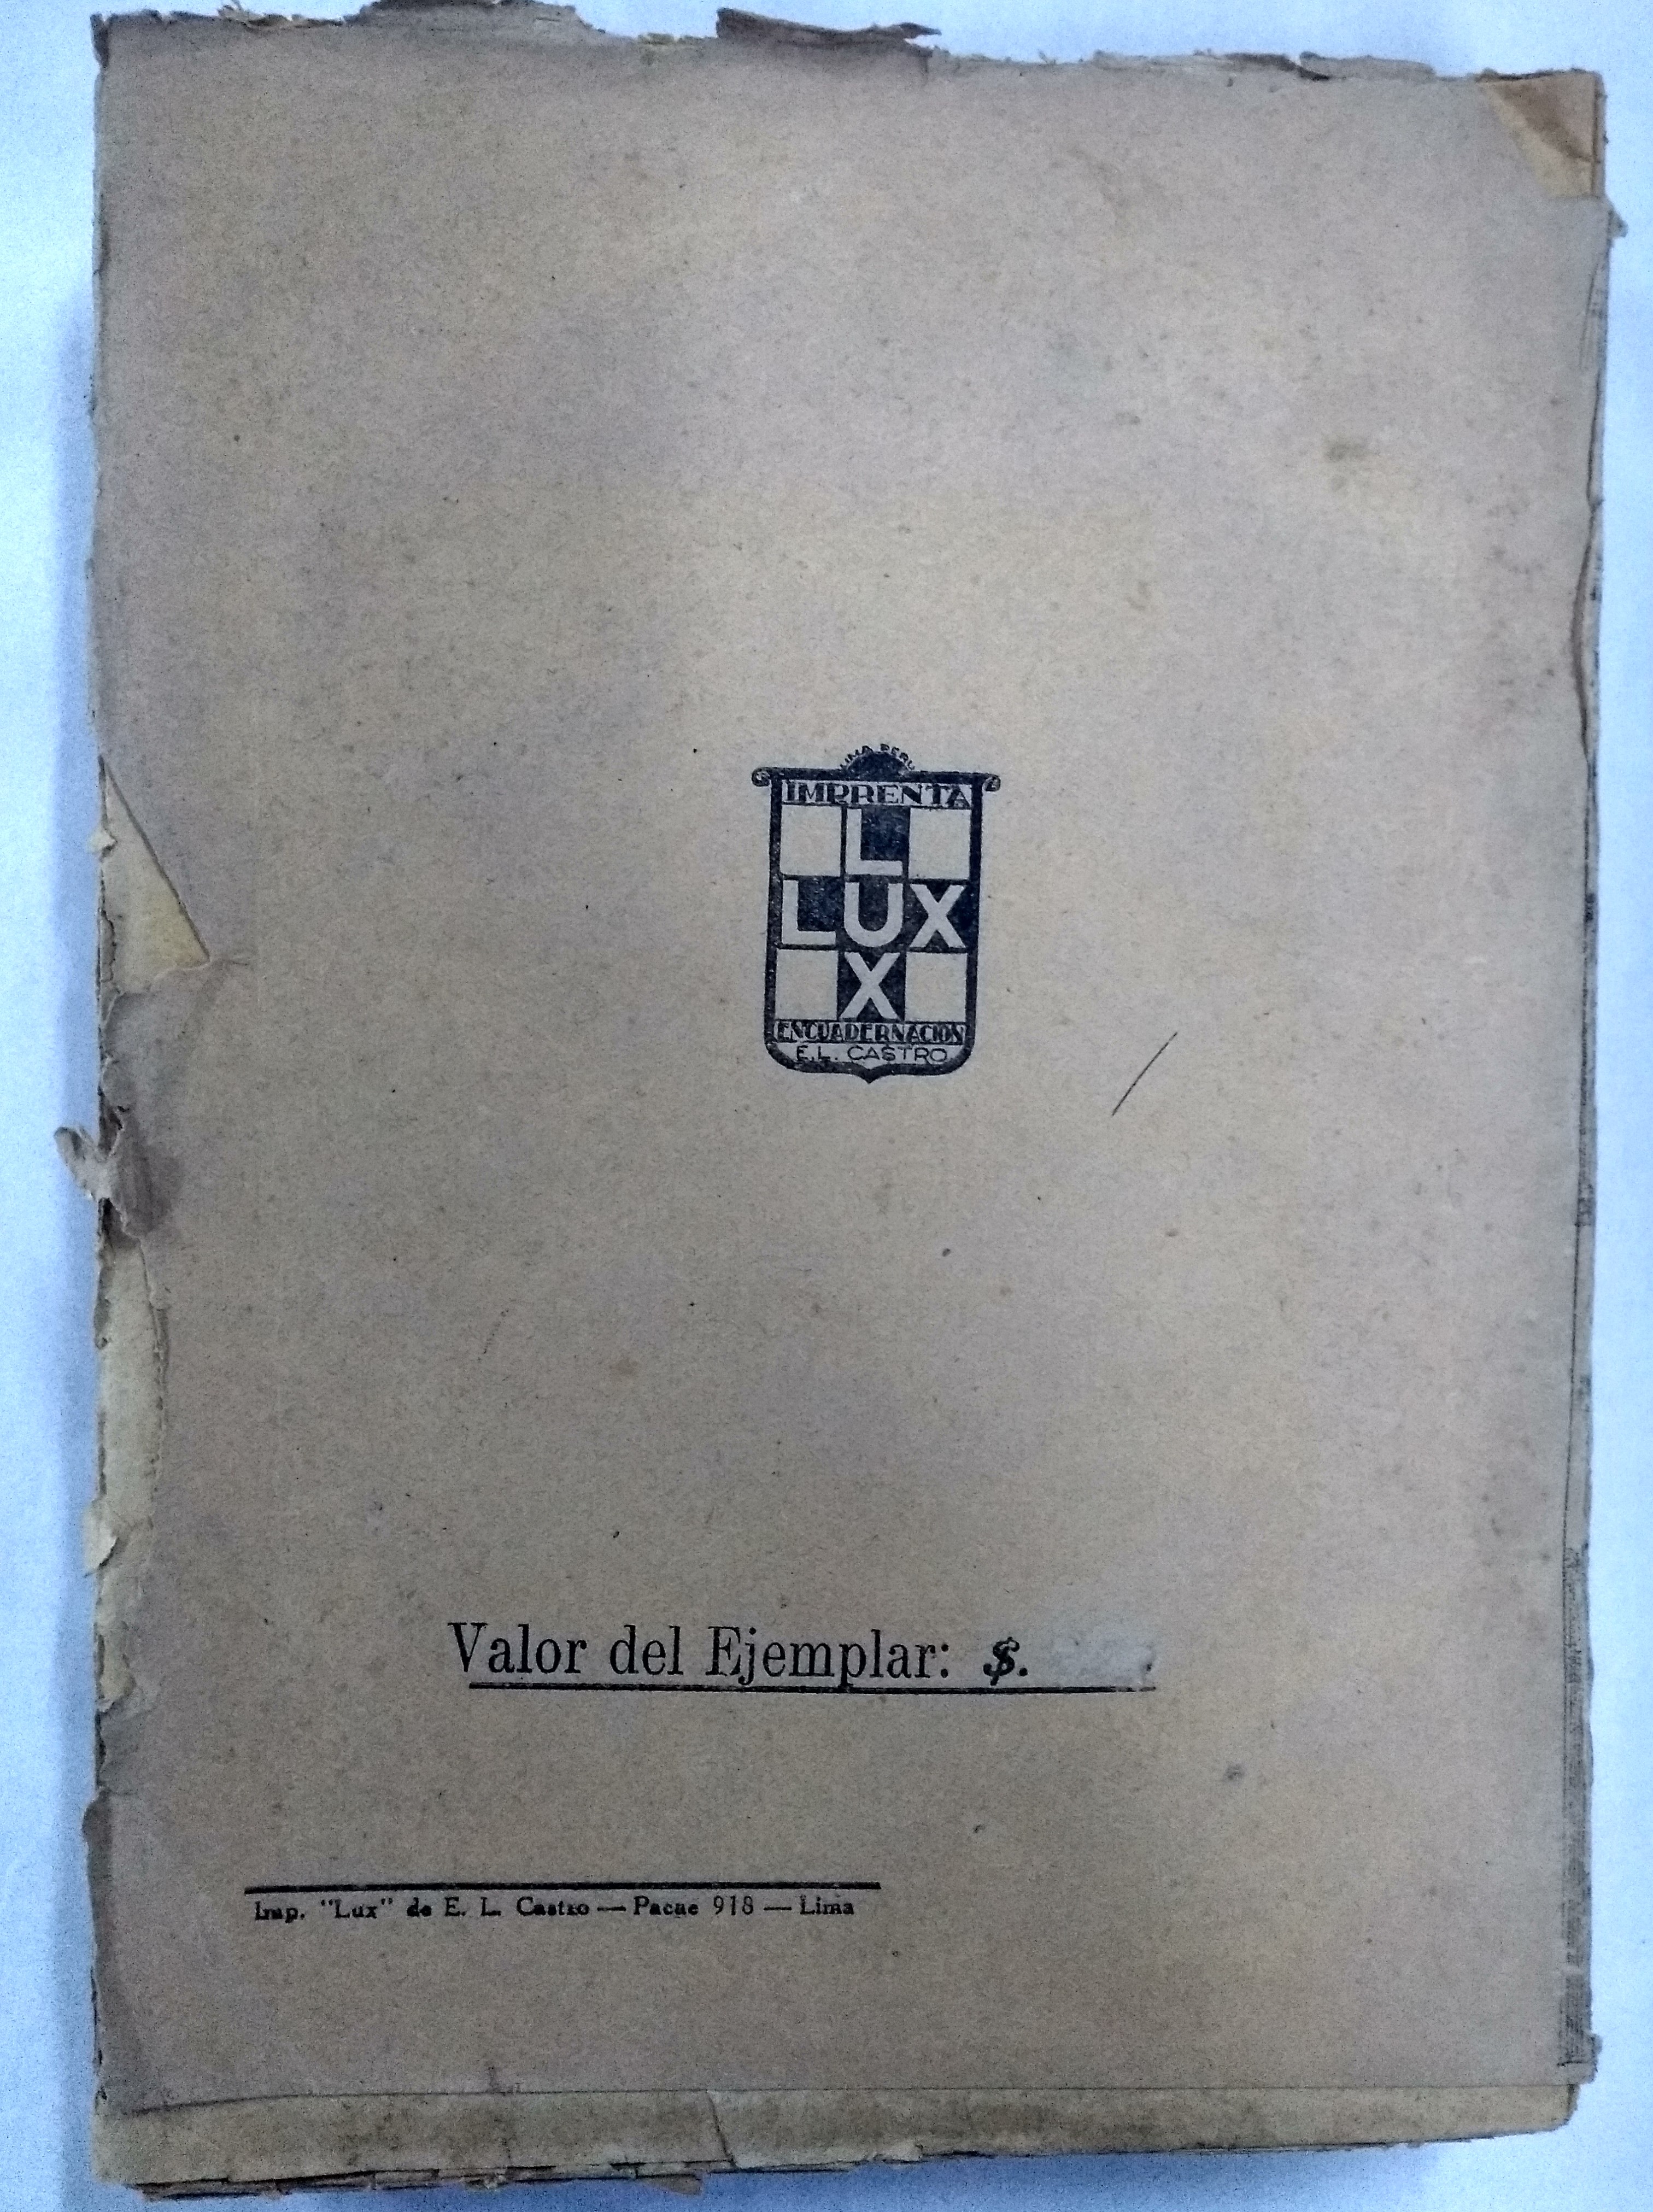 LIMA PERU
IMPRENTA
L
LUX
X
ENCUADERNACION
E.L. CASTRO
Valor del Ejemplar: $.
Imp. "Lux" de E. L. Castro — Pacae 918 — Lima